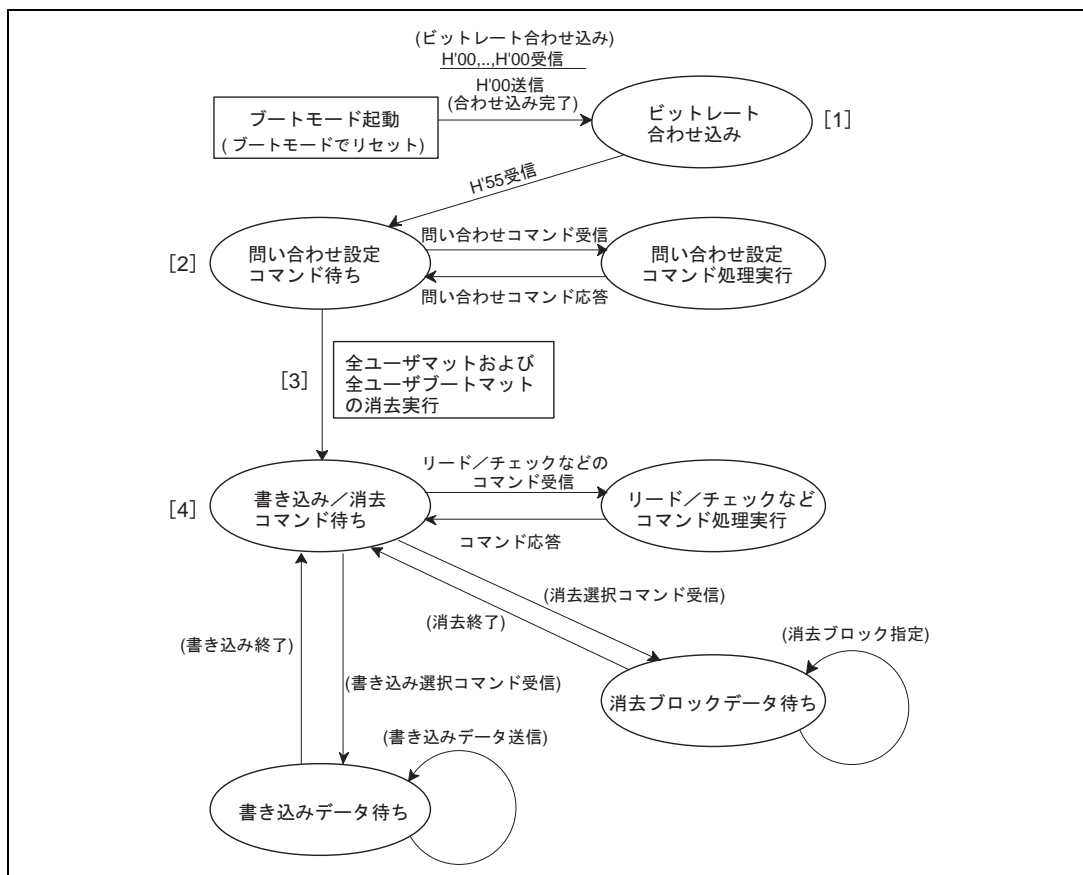 (ビットレート合わせ込み)
H'00,..,H'00受信
H'00送信
(合わせ込み完了)
ブートモード起動
( ブートモードでリセット)
ビットレート
合わせ込み
[1]
H'55受信
[2]
問い合わせ設定
コマンド待ち
問い合わせコマンド受信
問い合わせコマンド応答
問い合わせ設定
コマンド処理実行
[3]
全ユーザマットおよび
全ユーザブートマット
の消去実行
[4]
書き込み／消去
コマンド待ち
リード／チェックなどの
コマンド受信
コマンド応答
リード／チェックなど
コマンド処理実行
(消去選択コマンド受信)
(消去終了)
(書き込み終了)
(書き込み選択コマンド受信)
(消去ブロック指定)
消去ブロックデータ待ち
(書き込みデータ送信)
書き込みデータ待ち